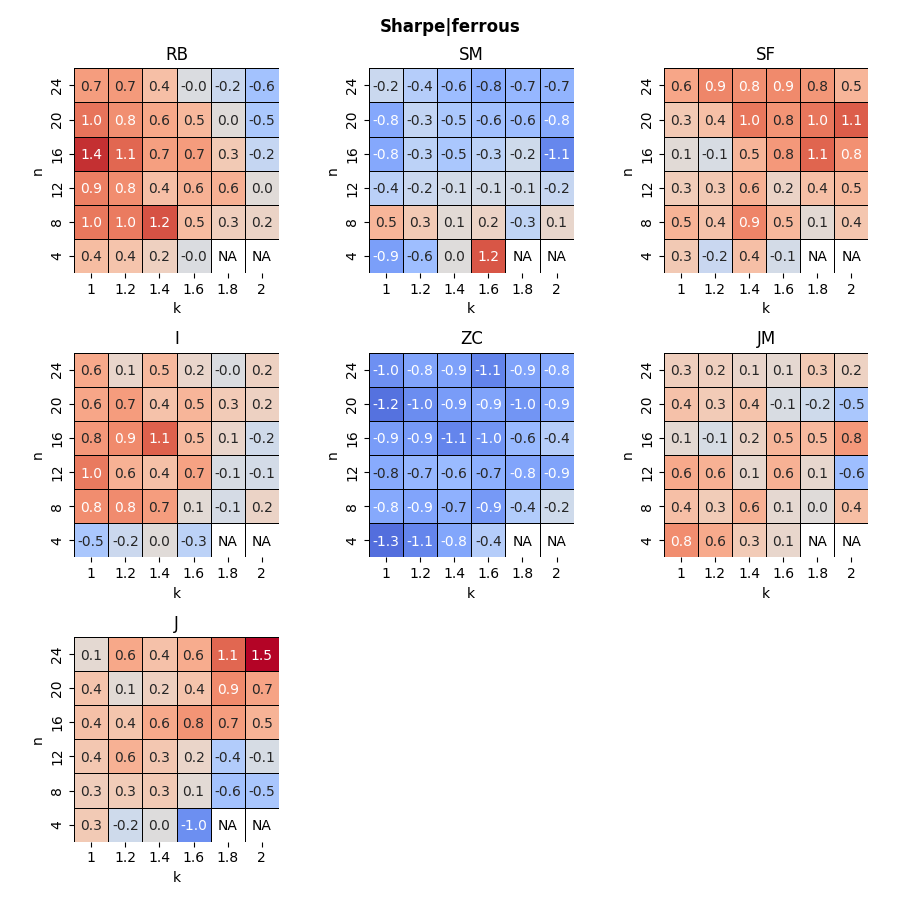 Sharpe|ferrous
RB SM SF
24 0.7 0.7 0.4 -0.0 -0.2 -0.6
20 1.0 0.8 0.6 0.5 0.0 -0.5
16 1.4 1.1 0.7 0.7 0.3 -0.2
12 0.9 0.8 0.4 0.6 0.6 0.0
8 1.0 1.0 1.2 0.5 0.3 0.2
4 0.4 0.4 0.2 -0.0 NA NA
1 1.2 1.4 1.6 1.8 2
n
k
24 -0.2 -0.4 -0.6 -0.8 -0.7 -0.7
20 -0.8 -0.3 -0.5 -0.6 -0.6 -0.8
16 -0.8 -0.3 -0.5 -0.3 -0.2 -1.1
12 -0.4 -0.2 -0.1 -0.1 -0.1 -0.2
8 0.5 0.3 0.1 0.2 -0.3 0.1
4 -0.9 -0.6 0.0 1.2 NA NA
1 1.2 1.4 1.6 1.8 2
n
k
24 0.6 0.9 0.8 0.9 0.8 0.5
20 0.3 0.4 1.0 0.8 1.0 1.1
16 0.1 -0.1 0.5 0.8 1.1 0.8
12 0.3 0.3 0.6 0.2 0.4 0.5
8 0.5 0.4 0.9 0.5 0.1 0.4
4 0.3 -0.2 0.4 -0.1 NA NA
1 1.2 1.4 1.6 1.8 2
n
k
I ZC JM
24 0.6 0.1 0.5 0.2 -0.0 0.2
20 0.6 0.7 0.4 0.5 0.3 0.2
16 0.8 0.9 1.1 0.5 0.1 -0.2
12 1.0 0.6 0.4 0.7 -0.1 -0.1
8 0.8 0.8 0.7 0.1 -0.1 0.2
4 -0.5 -0.2 0.0 -0.3 NA NA
1 1.2 1.4 1.6 1.8 2
n
k
24 -1.0 -0.8 -0.9 -1.1 -0.9 -0.8
20 -1.2 -1.0 -0.9 -0.9 -1.0 -0.9
16 -0.9 -0.9 -1.1 -1.0 -0.6 -0.4
12 -0.8 -0.7 -0.6 -0.7 -0.8 -0.9
8 -0.8 -0.9 -0.7 -0.9 -0.4 -0.2
4 -1.3 -1.1 -0.8 -0.4 NA NA
1 1.2 1.4 1.6 1.8 2
n
k
24 0.3 0.2 0.1 0.1 0.3 0.2
20 0.4 0.3 0.4 -0.1 -0.2 -0.5
16 0.1 -0.1 0.2 0.5 0.5 0.8
12 0.6 0.6 0.1 0.6 0.1 -0.6
8 0.4 0.3 0.6 0.1 0.0 0.4
4 0.8 0.6 0.3 0.1 NA NA
1 1.2 1.4 1.6 1.8 2
n
k
J
24 0.1 0.6 0.4 0.6 1.1 1.5
20 0.4 0.1 0.2 0.4 0.9 0.7
16 0.4 0.4 0.6 0.8 0.7 0.5
12 0.4 0.6 0.3 0.2 -0.4 -0.1
8 0.3 0.3 0.3 0.1 -0.6 -0.5
4 0.3 -0.2 0.0 -1.0 NA NA
1 1.2 1.4 1.6 1.8 2
n
k